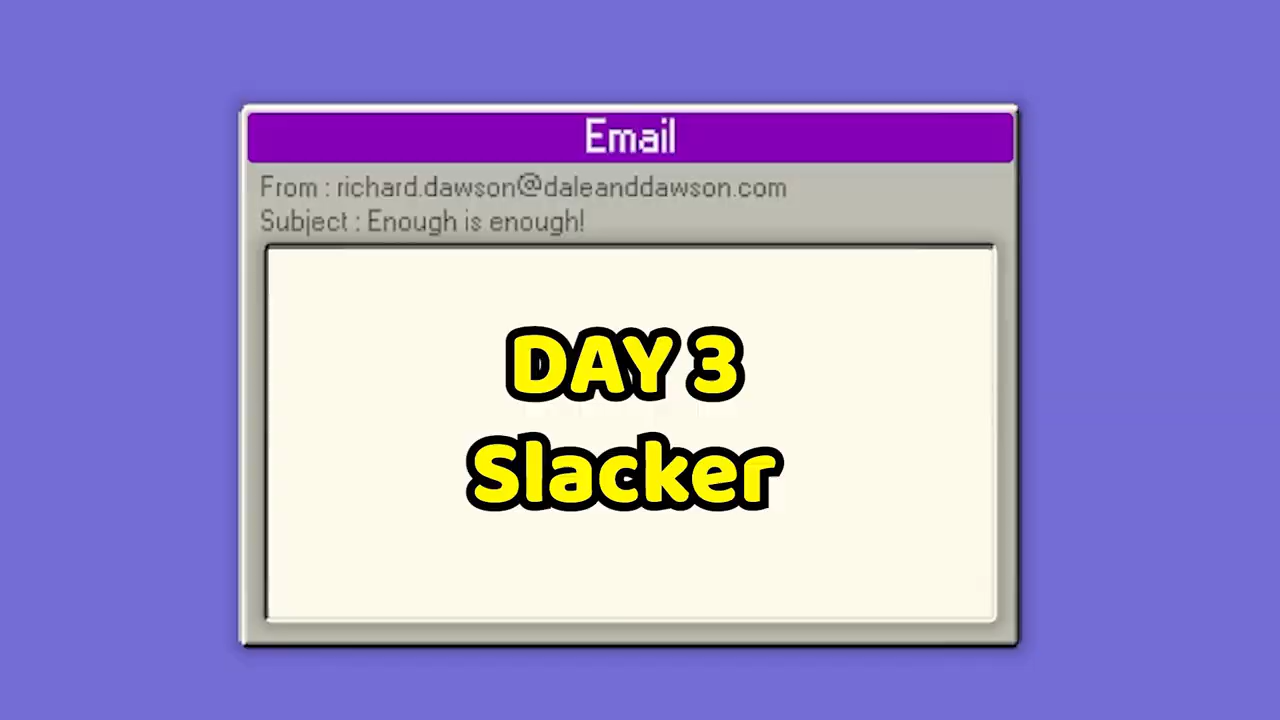 Email
From : richard.dawson@daleanddawson.com
Subject : Enough is enough!
DAY 3
Slacker